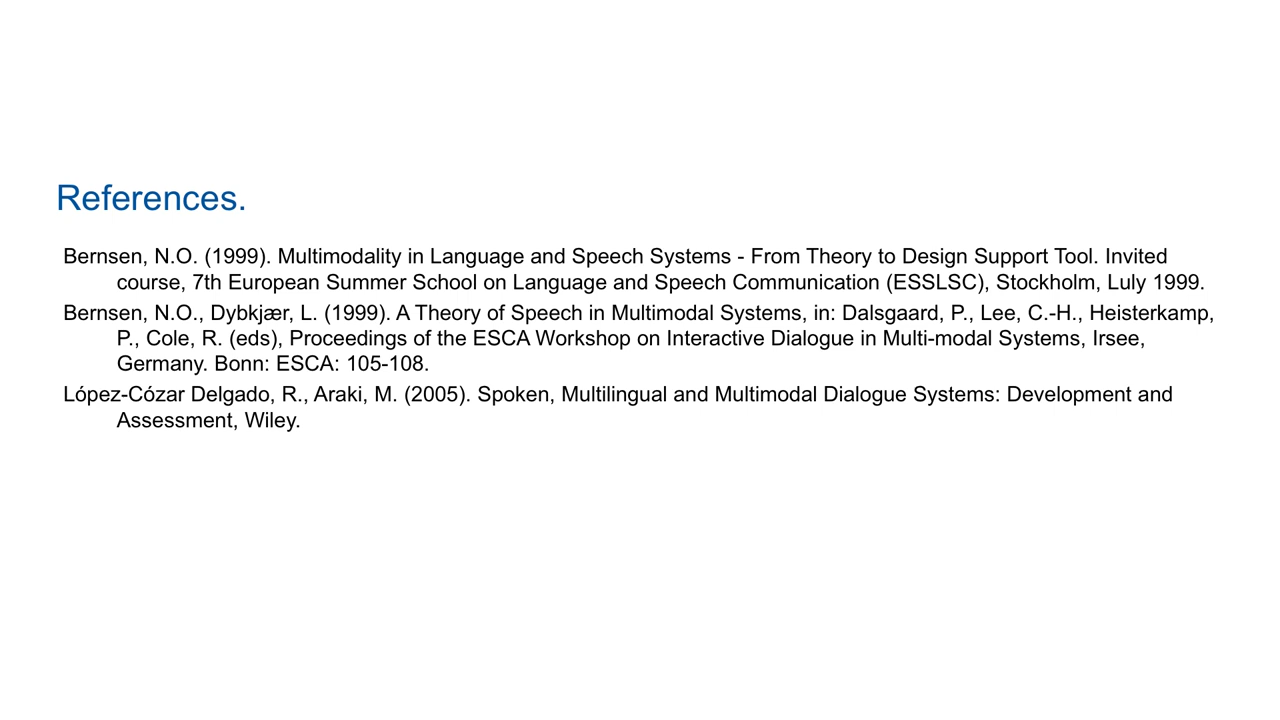 References.
Bernsen, N.O. (1999). Multimodality in Language and Speech Systems - From Theory to Design Support Tool. Invited
course, 7th European Summer School on Language and Speech Communication (ESSLSC), Stockholm, Luly 1999.
Bernsen, N.O., Dybkjær, L. (1999). A Theory of Speech in Multimodal Systems, in: Dalsgaard, P., Lee, C.-H., Heisterkamp,
P., Cole, R. (eds), Proceedings of the ESCA Workshop on Interactive Dialogue in Multi-modal Systems, Irsee,
Germany. Bonn: ESCA: 105-108.
López-Cózar Delgado, R., Araki, M. (2005). Spoken, Multilingual and Multimodal Dialogue Systems: Development and
Assessment, Wiley.